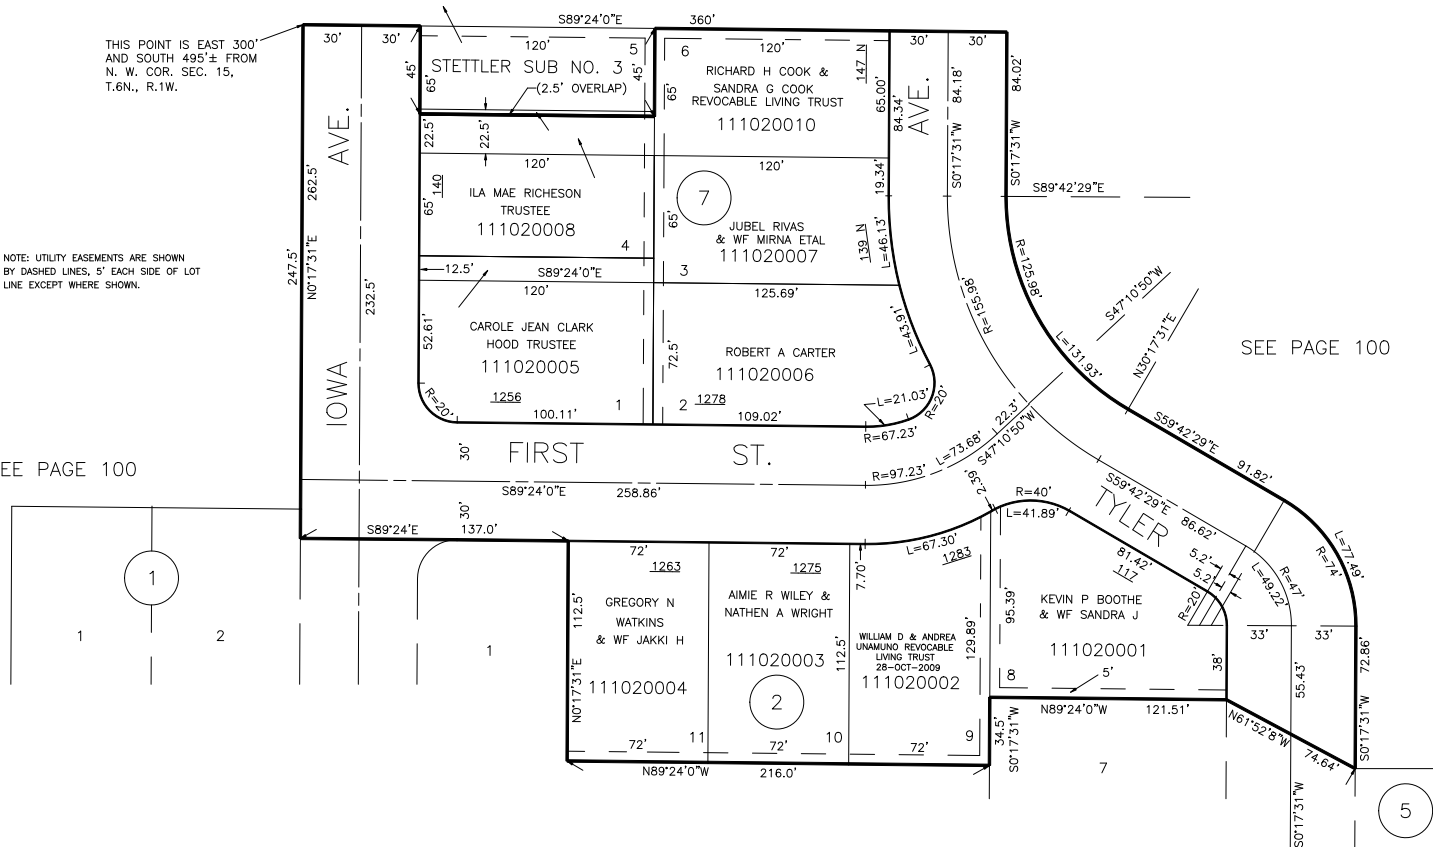 S89°24'0"E
360'
THIS POINT IS EAST 300'
AND SOUTH 495'± FROM
N. W. COR. SEC. 15,
T.6N., R.1W.
30'
30'
120'
5
6
120'
147 N
30'
30'
45'
65'
STETTLER SUB NO. 3
45'
(2.5' OVERLAP)
65'
RICHARD H COOK &
SANDRA G COOK
REVOCABLE LIVING TRUST
111020010
65.00'
84.34'
AVE.
84.18'
84.02'
S0°17'31"W
S0°17'31"W
AVE.
22.5'
22.5'
120'
120'
19.34'
S89°42'29"E
262.5'
140
65'
ILA MAE RICHESON
TRUSTEE
111020008
4
7
65'
JUBEL RIVAS
& WF MIRNA ETAL
111020007
3
139 N
L=46.13'
NOTE: UTILITY EASEMENTS ARE SHOWN
BY DASHED LINES, 5' EACH SIDE OF LOT
LINE EXCEPT WHERE SHOWN.
247.5'
N0°17'31"E
232.5'
12.5'
S89°24'0"E
120'
125.69'
R=125.98'
R=155.98'
S47°10'50"W
L=131.93'
N30°17'31"E
52.61'
CAROLE JEAN CLARK
HOOD TRUSTEE
111020005
1256
1
72.5'
ROBERT A CARTER
111020006
2
1278
L=43.91'
SEE PAGE 100
IOWA
R=20'
100.11'
109.02'
L=21.03'
R=20'
R=67.23'
22.3'
S47°10'50"W
L=73.68'
S59°42'29"E
91.82'
30'
FIRST
ST.
EE PAGE 100
R=97.23'
2.39'
S89°24'0"E
258.86'
R=40'
L=41.89'
S59°42'29"E
86.62'
TYLER
30'
S89°24'E
137.0'
L=67.30'
1283
81.42'
117
5.2'
5.2'
L=49.22
R=47'
L=77.49'
R=74'
72'
72'
7.70'
1
1263
1275
R=20'
112.5'
GREGORY N
WATKINS
& WF JAKKI H
111020004
AIMIE R WILEY &
NATHEN A WRIGHT
111020003
112.5'
WILLIAM D & ANDREA
UNAMUNO REVOCABLE
LIVING TRUST
28-OCT-2009
111020002
129.89'
95.39'
KEVIN P BOOTHE
& WF SANDRA J
111020001
33'
33'
1
2
1
8
5'
38'
55.43'
72.86'
N0°17'31"E
2
N89°24'0"W
121.51'
N61°52'8"W
74.64'
S0°17'31"W
11
10
9
72'
72'
72'
34.5'
S0°17'31"W
N89°24'0"W
216.0'
7
S0°17'31"W
5